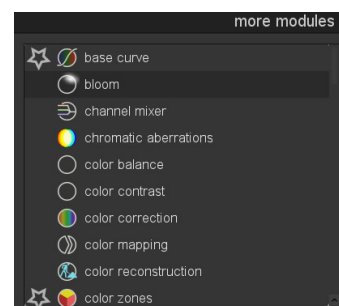 more modules
base curve
bloom
channel mixer
chromatic aberrations
color balance
color contrast
color correction
color mapping
color reconstruction
color zones